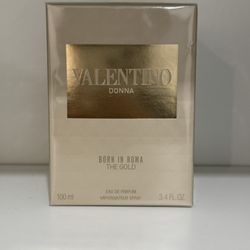 VALENTINO
DONNA
BORN IN ROMA
THE GOLD
EAU DE PARFUM
100 ml VAPORISATEUR SPRAY 3.4 FL.OZ.